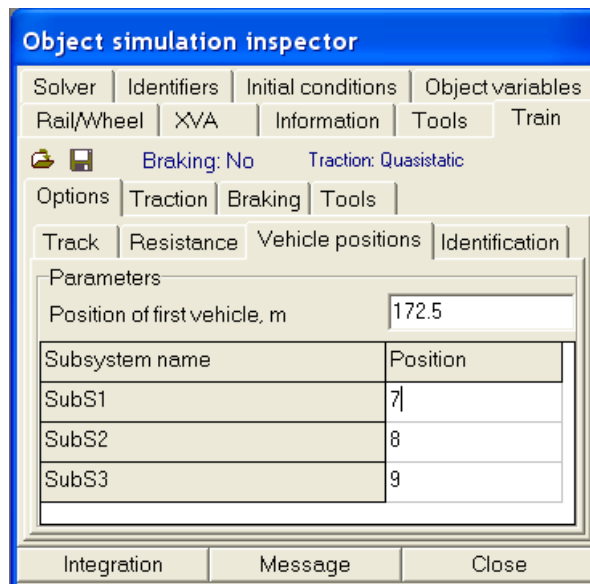 Object simulation inspector
Solver Identifiers Initial conditions Object variables
Rail/Wheel XVA Information Tools Train
Braking: No Traction: Quasistatic
Options Traction Braking Tools
Track Resistance Vehicle positions Identification
Parameters
Position of first vehicle, m 172.5
Subsystem name Position
SubS1 7
SubS2 8
SubS3 9
Integration Message Close